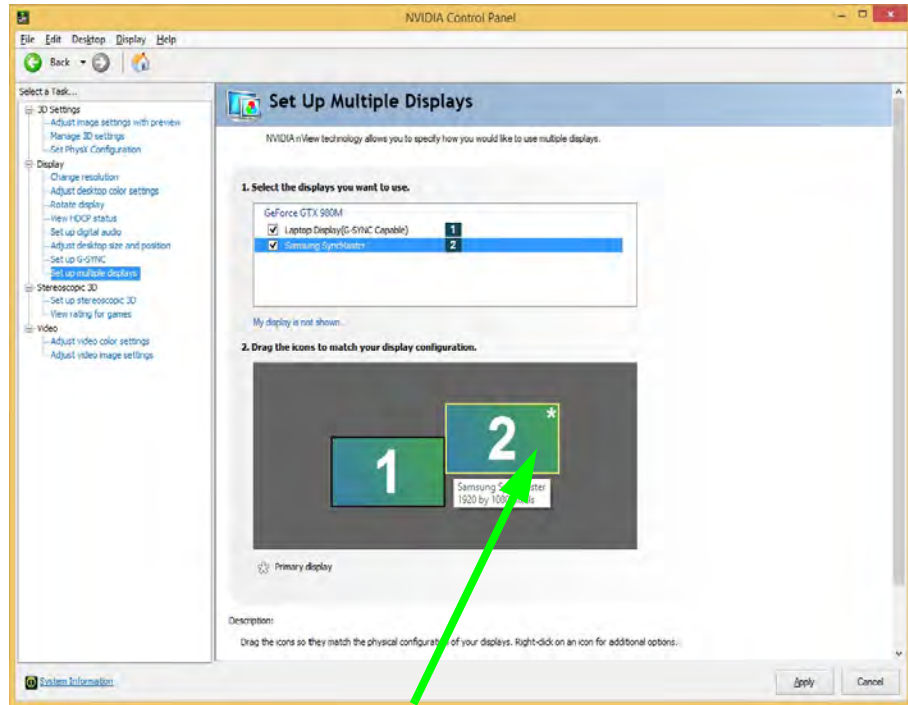 NVIDIA Control Panel
File Edit Desktop Display Help
Back
Select a Task...
3D Settings
Adjust image settings with preview
Manage 3D settings
Set PhysX Configuration
Display
Change resolution
Adjust desktop color settings
Rotate display
View HDCP status
Set up digital audio
Adjust desktop size and position
Set up G-SYNC
Set up multiple displays
Stereoscopic 3D
Set up stereoscopic 3D
View rating for games
Video
Adjust video color settings
Adjust video image settings
Set Up Multiple Displays
NVIDIA nView technology allows you to specify how you would like to use multiple displays.
1. Select the displays you want to use.
GeForce GTX 980M
Laptop Display(G-SYNC Capable) 1
Samsung SyncMaster 2
My display is not shown...
2. Drag the icons to match your display configuration.
1
2 *
Samsung
1920 by
Primary display
Description:
Drag the icons so they match the physical configuration of your displays. Right-click on an icon for additional options.
System Information
Apply Cancel